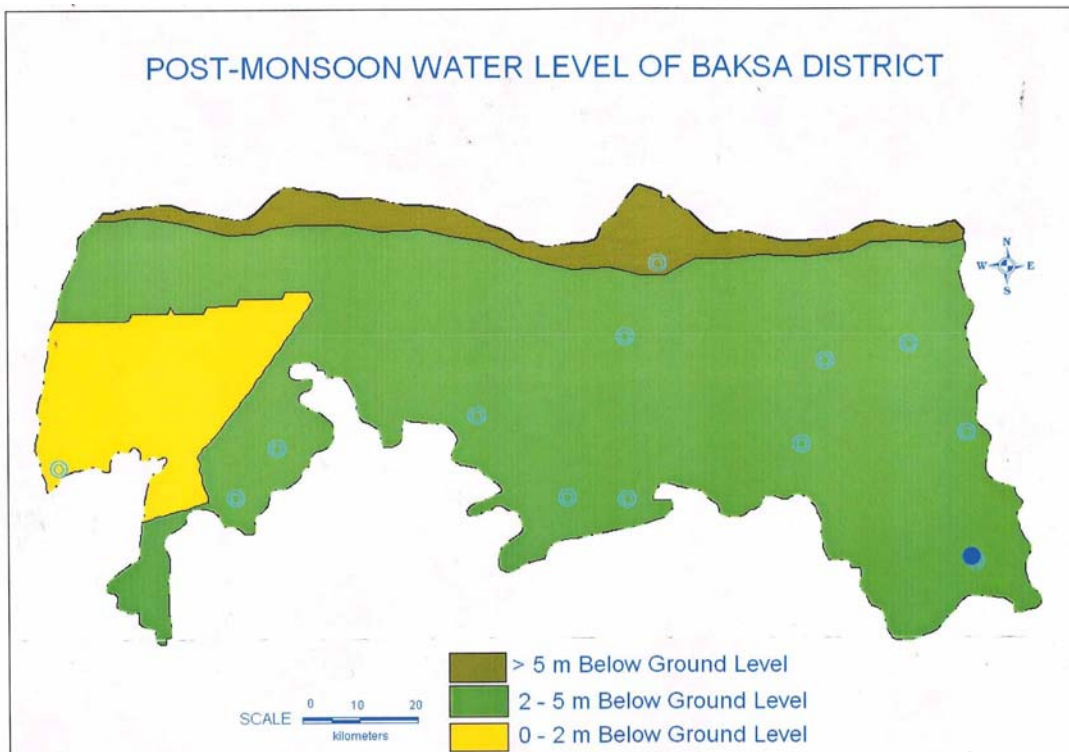 POST-MONSOON WATER LEVEL OF BAKSA DISTRICT
N
W E
S
> 5 m Below Ground Level
2 - 5 m Below Ground Level
0 - 2 m Below Ground Level
0 10 20
SCALE
kilometers